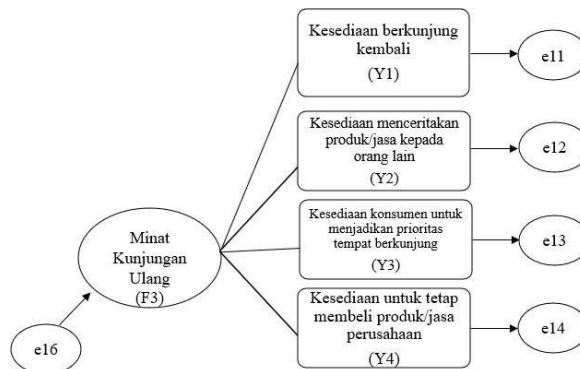 Kesediaan berkunjung
kembali
(Y1)
e11
Kesediaan menceritakan
produk/jasa kepada
orang lain
(Y2)
e12
Kesediaan konsumen untuk
menjadikan prioritas
tempat berkunjung
(Y3)
e13
Minat
Kunjungan
Ulang
(F3)
Kesediaan untuk tetap
membeli produk/jasa
perusahaan
(Y4)
e14
e16